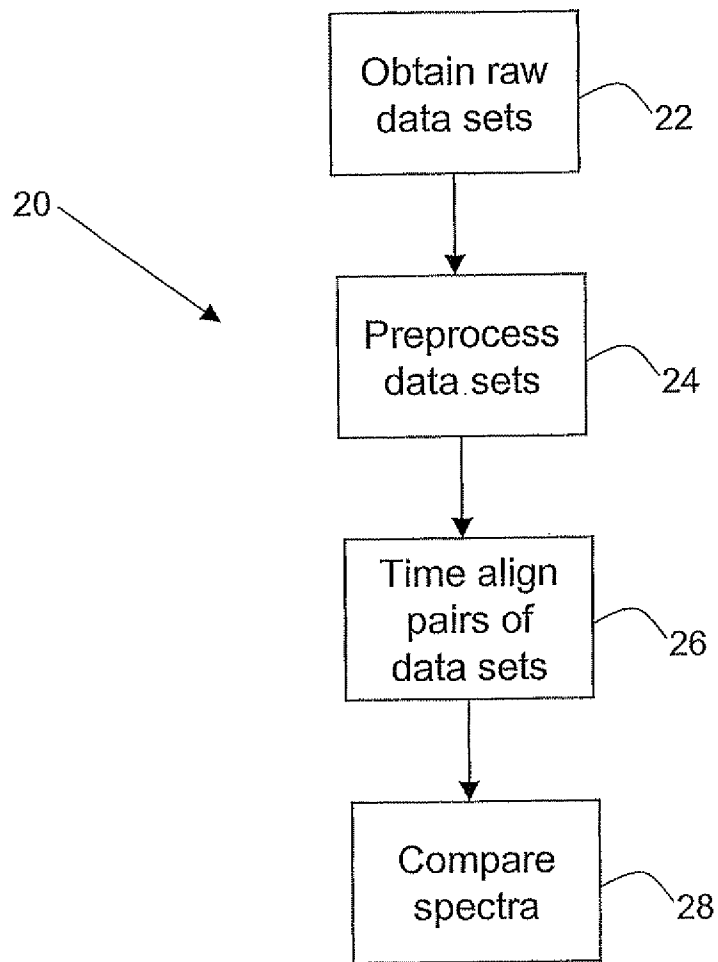 Obtain raw
data sets
22
20
Preprocess
data sets
24
Time align
pairs of
data sets
26
Compare
spectra
28